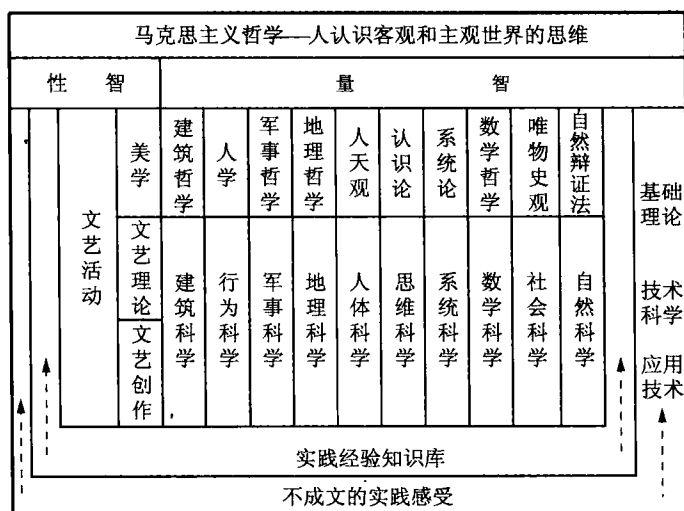 马克思主义哲学——人认识客观和主观世界的思维
性智
量智
文艺活动
美学
文艺理论
文艺创作
建筑哲学
建筑科学
人学
行为科学
军事哲学
军事科学
地理哲学
地理科学
人天观
人体科学
认识论
思维科学
系统论
系统科学
数学哲学
数学科学
唯物史观
社会科学
自然辩证法
自然科学
基础
理论
技术
科学
应用
技术
实践经验知识库
不成文的实践感受